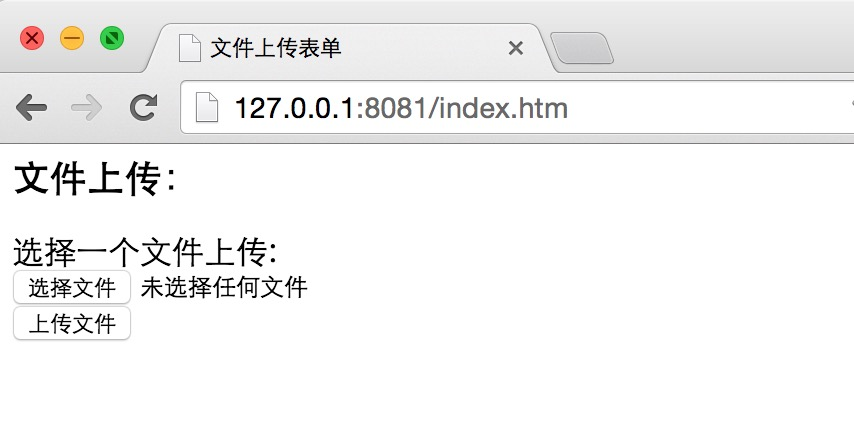 文件上传表单
127.0.0.1:8081/index.htm
文件上传：
选择一个文件上传:
选择文件 未选择任何文件
上传文件